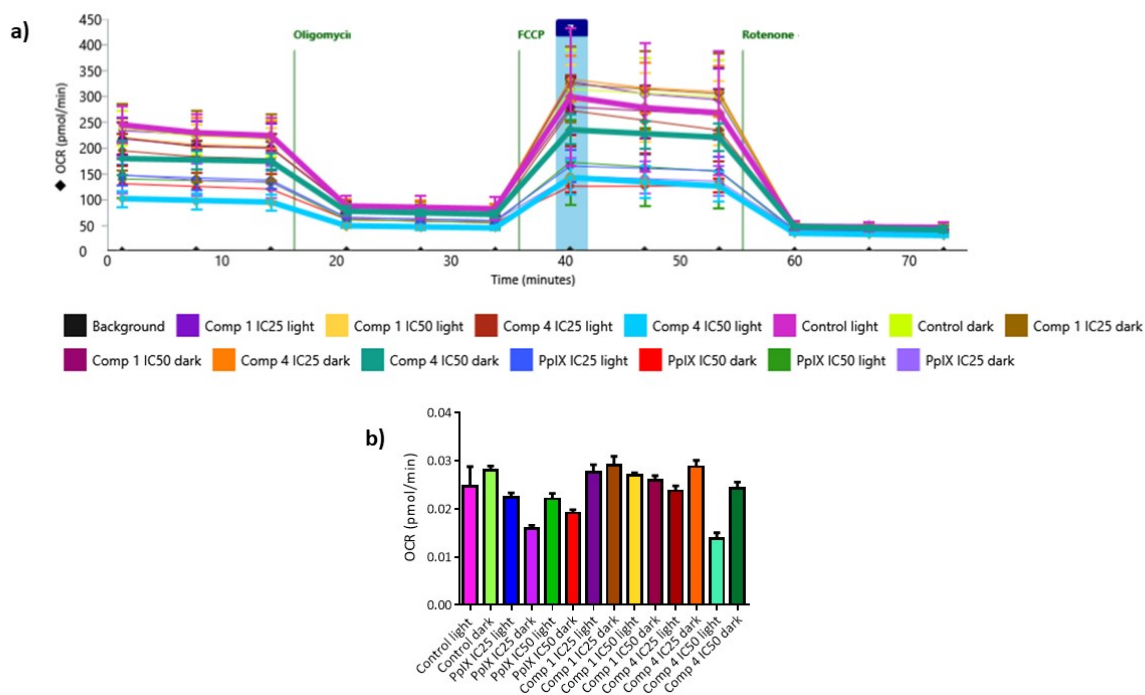 a)
450
400
350
300
250
200
150
100
50
0
OCR (pmol/min)
Oligomycii
FCCP
Rotenone
0 10 20 30 40 50 60 70
Time (minutes)
Background Comp 1 IC25 light Comp 1 IC50 light Comp 4 IC25 light Comp 4 IC50 light Control light Control dark Comp 1 IC25 dark
Comp 1 IC50 dark Comp 4 IC25 dark Comp 4 IC50 dark PpIX IC25 light PpIX IC50 dark PpIX IC50 light PpIX IC25 dark
b)
0.04
0.03
0.02
0.01
0.00
OCR (pmol/min)
Control light
Control dark
PpIX IC25 light
PpIX IC25 dark
PpIX IC50 light
PpIX IC50 dark
Comp 1 IC25 light
Comp 1 IC25 dark
Comp 1 IC50 light
Comp 1 IC50 dark
Comp 4 IC25 light
Comp 4 IC25 dark
Comp 4 IC50 light
Comp 4 IC50 dark